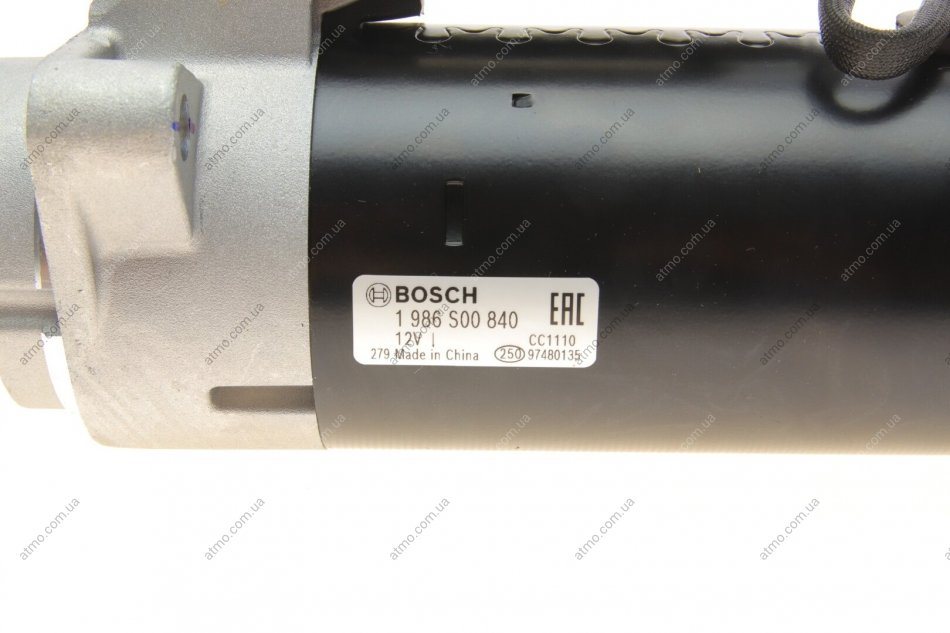 BOSCH
EAC
1 986 S00 840
12V ↓ CC1110
279 Made in China 250 97480135
atmo.com.ua